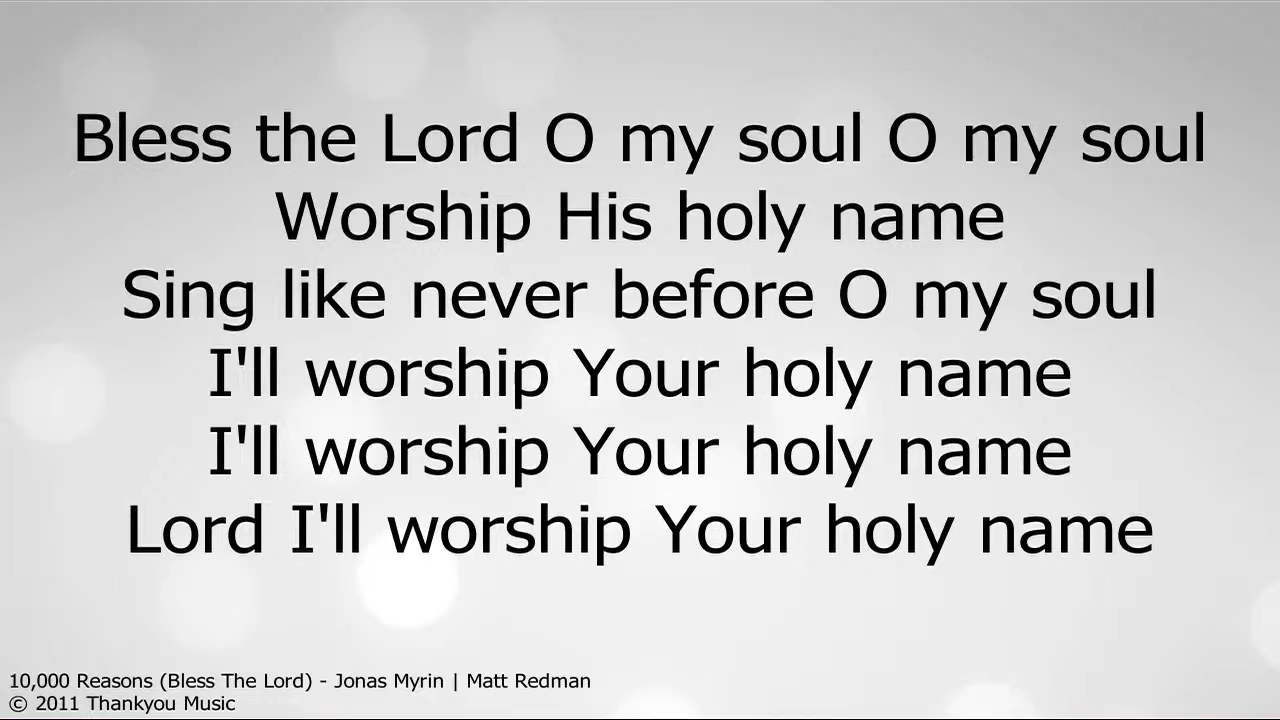 Bless the Lord O my soul O my soul
Worship His holy name
Sing like never before O my soul
I'll worship Your holy name
I'll worship Your holy name
Lord I'll worship Your holy name
10,000 Reasons (Bless The Lord) - Jonas Myrin | Matt Redman
© 2011 Thankyou Music